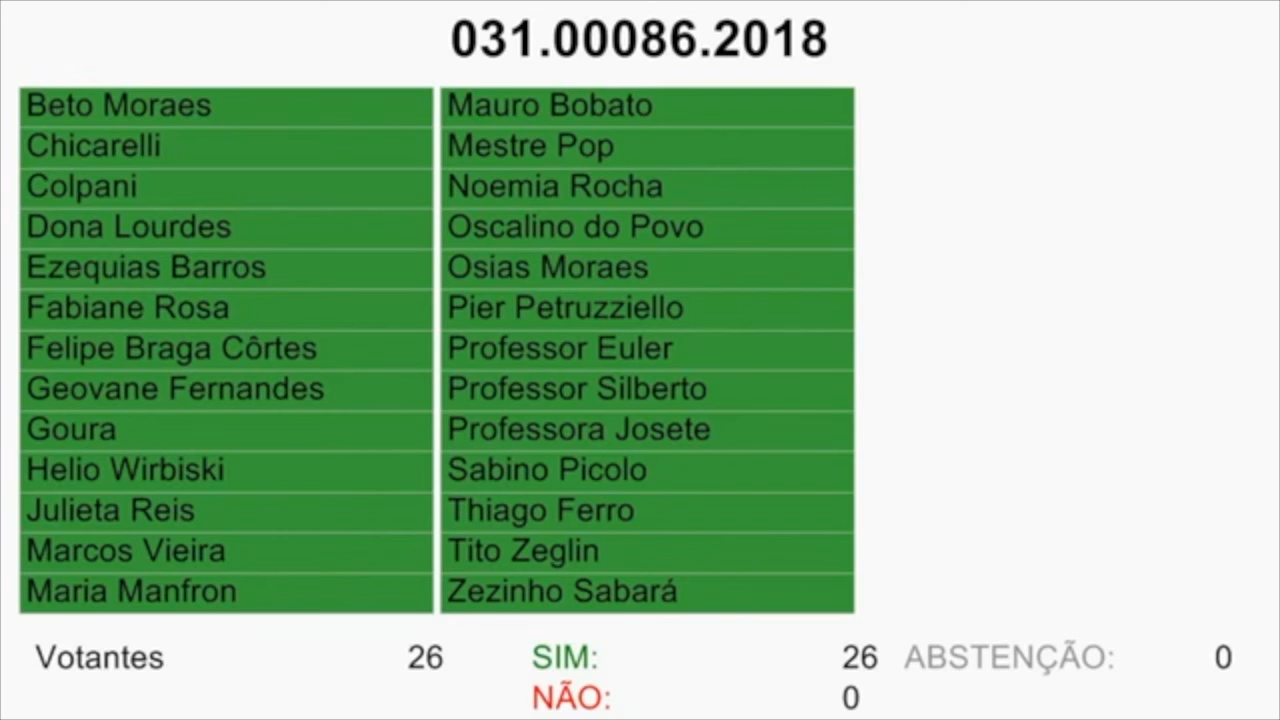 031.00086.2018
Beto Moraes
Chicarelli
Colpani
Dona Lourdes
Ezequias Barros
Fabiane Rosa
Felipe Braga Côrtes
Geovane Fernandes
Goura
Helio Wirbiski
Julieta Reis
Marcos Vieira
Maria Manfron
Mauro Bobato
Mestre Pop
Noemia Rocha
Oscalino do Povo
Osias Moraes
Pier Petruzziello
Professor Euler
Professor Silberto
Professora Josete
Sabino Picolo
Thiago Ferro
Tito Zeglin
Zezinho Sabará
Votantes 26 SIM: 26 ABSTENÇÃO: 0
NÃO: 0